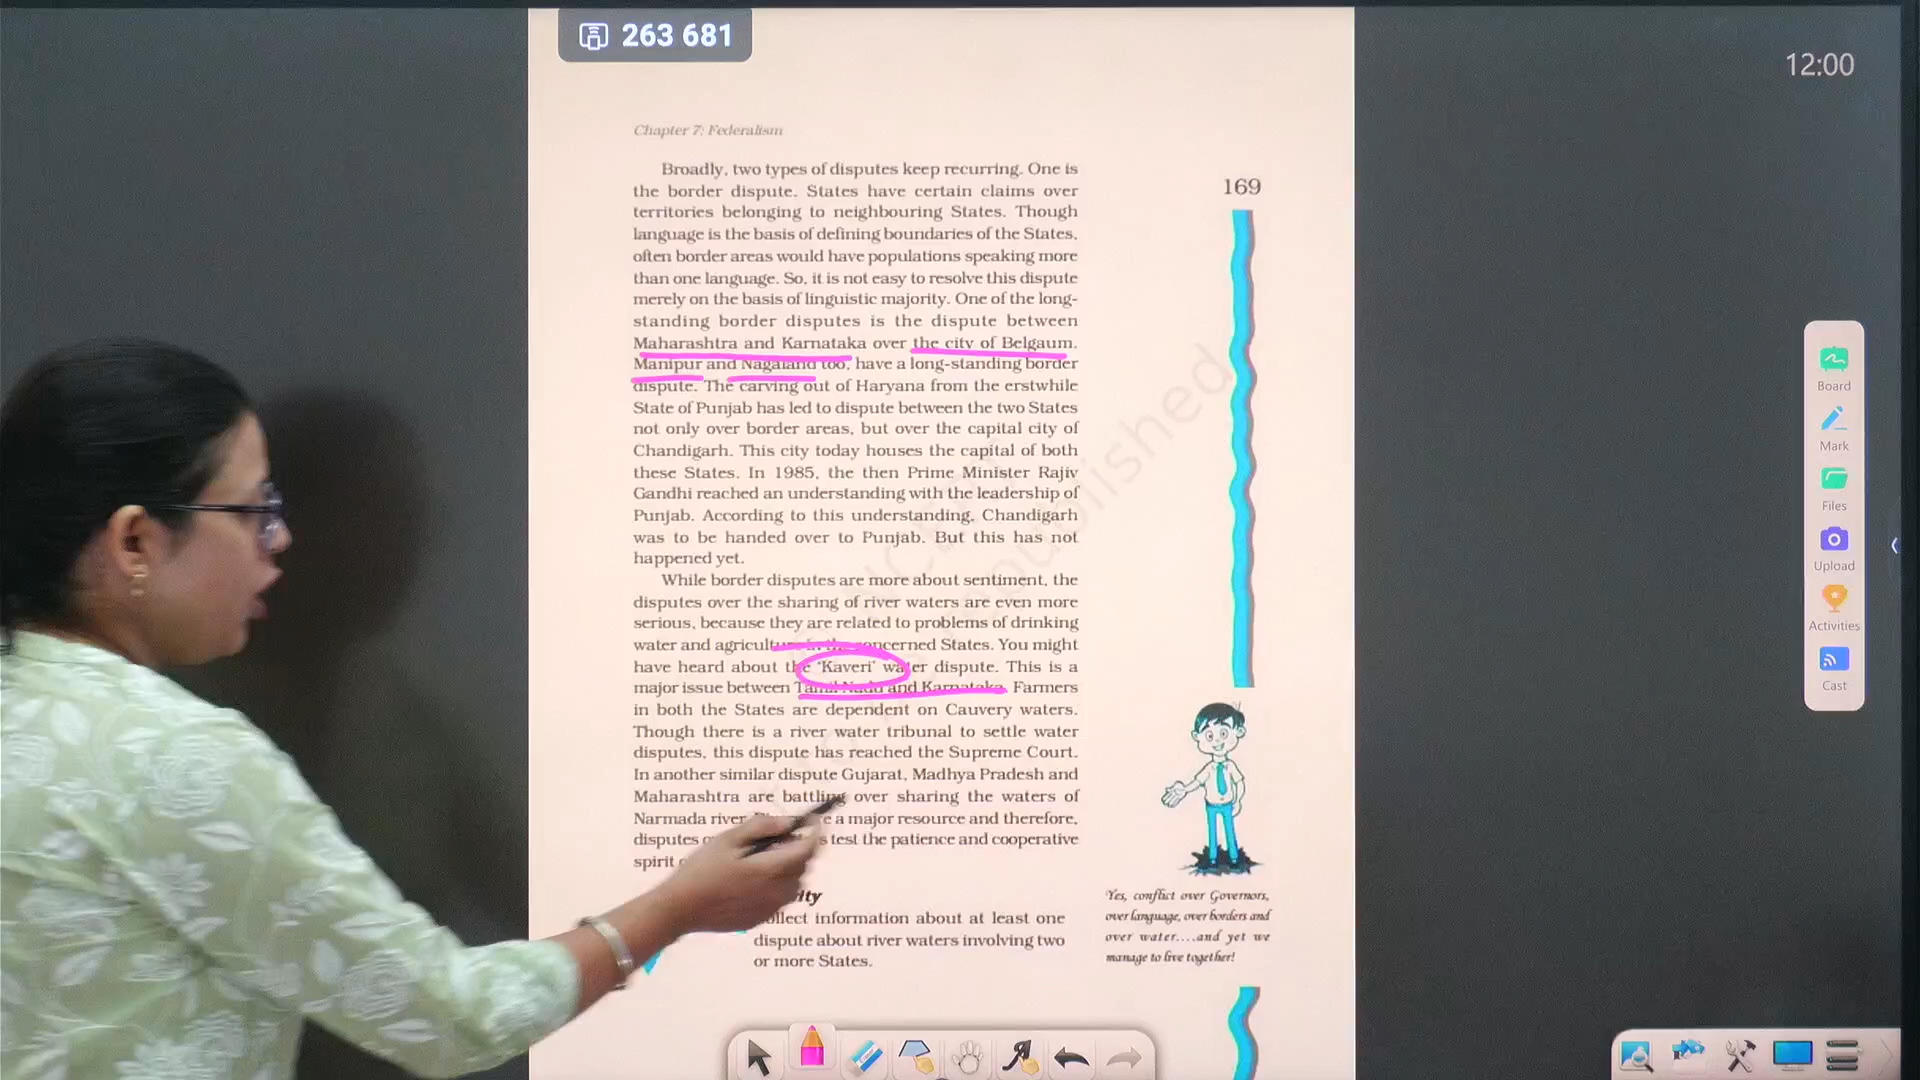 263 681
12:00
Chapter 7: Federalism
169
Broadly, two types of disputes keep recurring. One is
the border dispute. States have certain claims over
territories belonging to neighbouring States. Though
language is the basis of defining boundaries of the States,
often border areas would have populations speaking more
than one language. So, it is not easy to resolve this dispute
merely on the basis of linguistic majority. One of the long-
standing border disputes is the dispute between
Maharashtra and Karnataka over the city of Belgaum.
Manipur and Nagaland too, have a long-standing border
dispute. The carving out of Haryana from the erstwhile
State of Punjab has led to dispute between the two States
not only over border areas, but over the capital city of
Chandigarh. This city today houses the capital of both
these States. In 1985, the then Prime Minister Rajiv
Gandhi reached an understanding with the leadership of
Punjab. According to this understanding, Chandigarh
was to be handed over to Punjab. But this has not
happened yet.
While border disputes are more about sentiment, the
disputes over the sharing of river waters are even more
serious, because they are related to problems of drinking
water and agriculture in the concerned States. You might
have heard about the 'Kaveri' water dispute. This is a
major issue between Tamil Nadu and Karnataka. Farmers
in both the States are dependent on Cauvery waters.
Though there is a river water tribunal to settle water
disputes, this dispute has reached the Supreme Court.
In another similar dispute Gujarat, Madhya Pradesh and
Maharashtra are battling over sharing the waters of
Narmada river. a major resource and therefore,
disputes test the patience and cooperative
spirit
collect information about at least one
dispute about river waters involving two
or more States.
Yes, conflict over Governors,
over language, over borders and
over water....and yet we
manage to live together!
republished
Board
Mark
Files
Upload
Activities
Cast